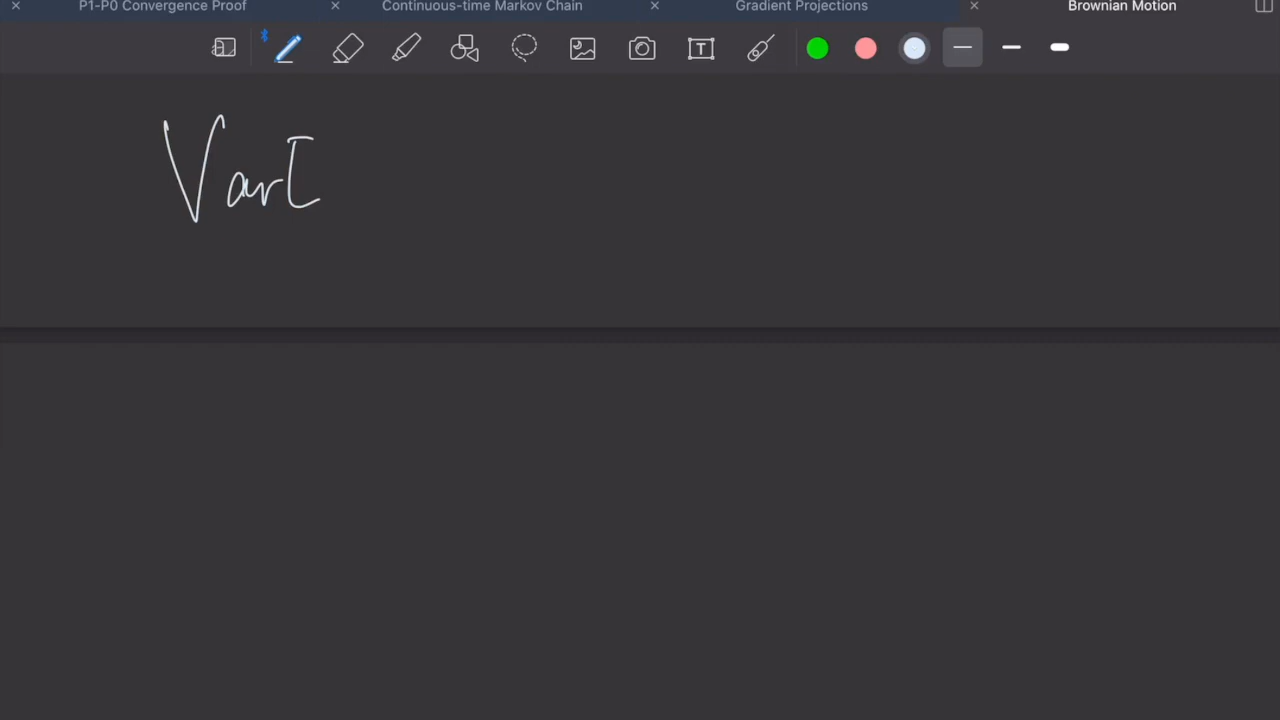 P1-P0 Convergence Proof Continuous-time Markov Chain Gradient Projections Brownian Motion
T
Var[